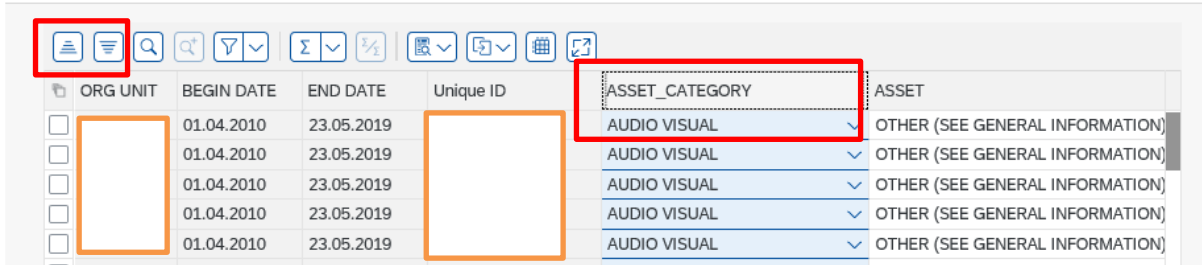 ORG UNIT BEGIN DATE END DATE Unique ID ASSET_CATEGORY ASSET
01.04.2010 23.05.2019 AUDIO VISUAL OTHER (SEE GENERAL INFORMATION)
01.04.2010 23.05.2019 AUDIO VISUAL OTHER (SEE GENERAL INFORMATION)
01.04.2010 23.05.2019 AUDIO VISUAL OTHER (SEE GENERAL INFORMATION)
01.04.2010 23.05.2019 AUDIO VISUAL OTHER (SEE GENERAL INFORMATION)
01.04.2010 23.05.2019 AUDIO VISUAL OTHER (SEE GENERAL INFORMATION)